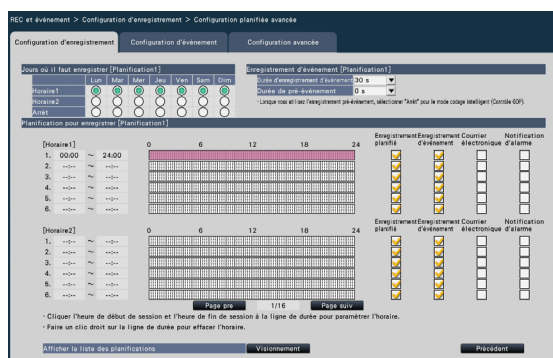 REC et événement > Configuration d'enregistrement > Configuration planifiée avancée
Configuration d'enregistrement Configuration d'événement Configuration avancée
Jours où il faut enregistrer [Planification1]
Lun Mar Mer Jeu Ven Sam Dim
Horaire1
Horaire2
Arrêt
Enregistrement d'événement [Planification1]
Durée d'enregistrement d'événement 30 s
Durée de pré-événement 0 s
· Lorsque vous utilisez l'enregistrement pré-événement, sélectionner "Arrêt" pour le mode codage intelligent (Contrôle GOP).
Planification pour enregistrer [Planification1]
Enregistrement planifié Enregistrement d'événement Courrier électronique Notification d'alarme
[Horaire1] 0 6 12 18 24
1. 00:00 ~ 24:00
2. --:-- ~ --:--
3. --:-- ~ --:--
4. --:-- ~ --:--
5. --:-- ~ --:--
6. --:-- ~ --:--
Enregistrement planifié Enregistrement d'événement Courrier électronique Notification d'alarme
[Horaire2] 0 6 12 18 24
1. --:-- ~ --:--
2. --:-- ~ --:--
3. --:-- ~ --:--
4. --:-- ~ --:--
5. --:-- ~ --:--
6. --:-- ~ --:--
Page pre 1/16 Page suiv
· Cliquer l'heure de début de session et l'heure de fin de session à la ligne de durée pour paramétrer l'horaire.
· Faire un clic droit sur la ligne de durée pour effacer l'horaire.
Afficher la liste des planifications Visionnement Précédent